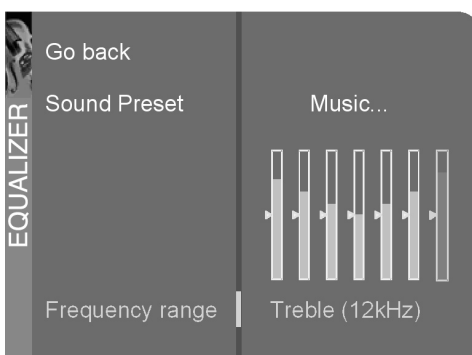 EQUALIZER
Go back
Sound Preset Music...
Frequency range Treble (12kHz)